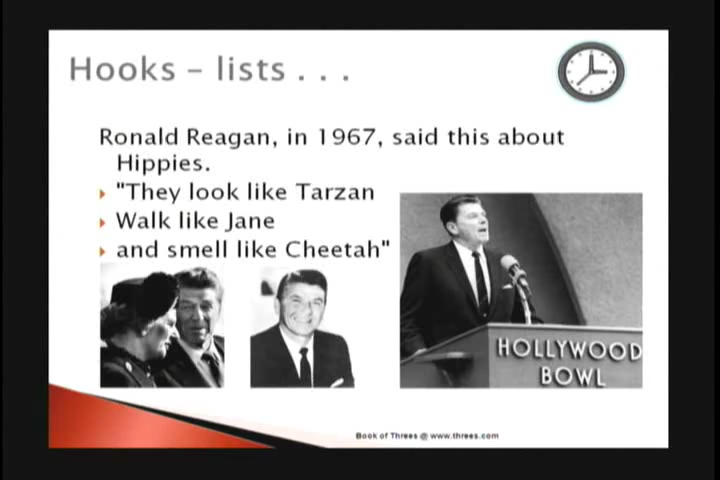 Hooks – lists . . .
Ronald Reagan, in 1967, said this about
Hippies.
"They look like Tarzan
Walk like Jane
and smell like Cheetah"
HOLLYWOOD
BOWL
Book of Threes @ www.threes.com